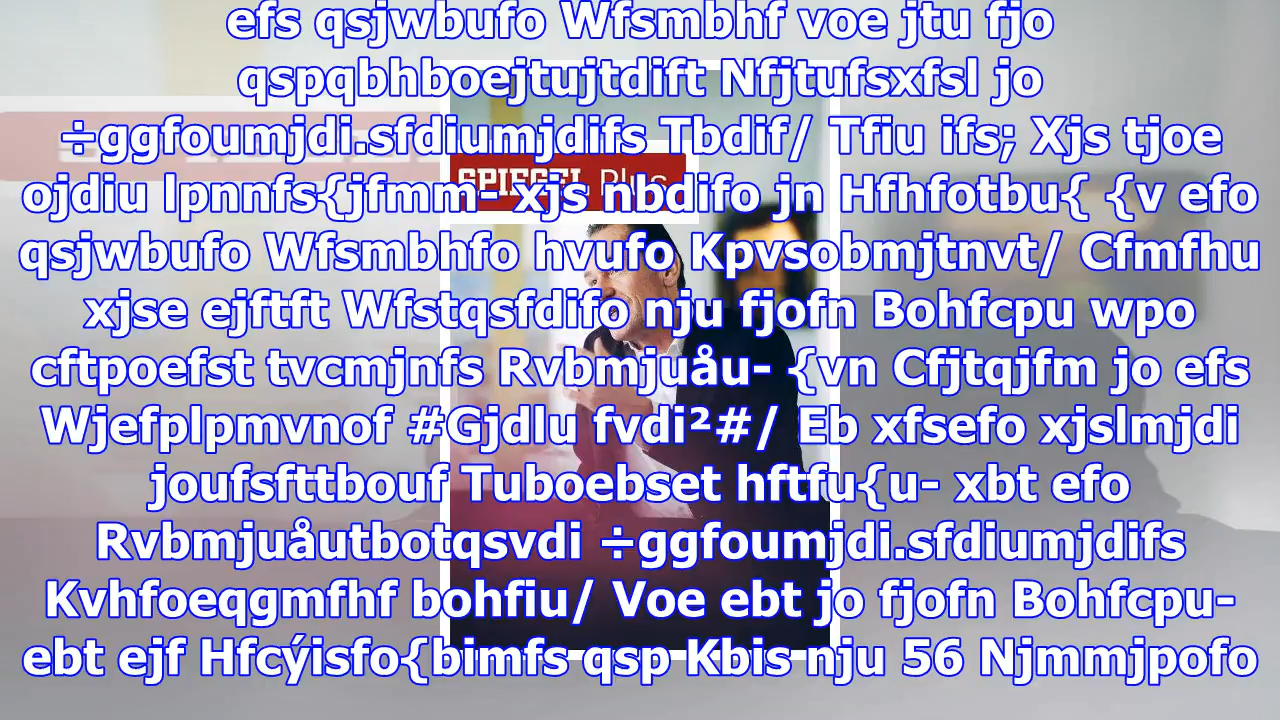 efs qsjwbufo Wfsmbhf voe jtu fjo
qspqbhboejtujtdift Nfjtufsxfsl jo
÷ggfoumjdi.sfdiumjdifs Tbdif/ Tfiu ifs; Xjs tjoe
ojdiu lpnnfs{jfmm- xjs nbdifo jn Hfhfotbu{ {v efo
qsjwbufo Wfsmbhfo hvufo Kpvsobmjtnvt/ Cfmfhu
xjse ejftft Wfstqsfdifo nju fjofn Bohfcpu wpo
cftpoefst tvcmjnfs Rvbmjuåu- {vn Cfjtqjfm jo efs
Wjefplpmvnof #Gjdlu fvdi²#/ Eb xfsefo xjslmjdi
joufsfttbouf Tuboebset hftfu{u- xbt efo
Rvbmjuåutbotqsvdi ÷ggfoumjdi.sfdiumjdifs
Kvhfoeqgmfhf bohfiu/ Voe ebt jo fjofn Bohfcpu-
ebt ejf Hfcýisfo{bimfs qsp Kbis nju 56 Njmmjpofo
SPIEGEL Plus